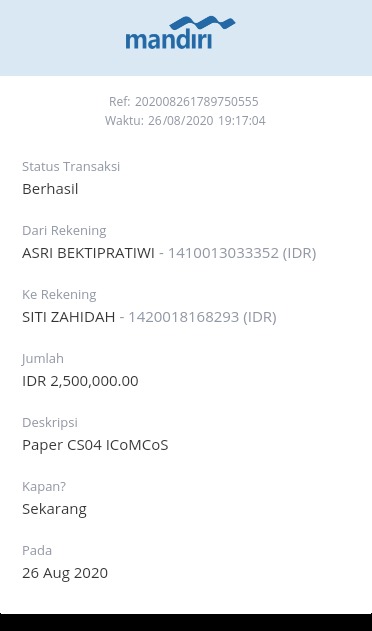 mandiri
Ref: 202008261789750555
Waktu: 26/08/2020 19:17:04
Status Transaksi
Berhasil
Dari Rekening
ASRI BEKTIPRATIWI - 1410013033352 (IDR)
Ke Rekening
SITI ZAHIDAH - 1420018168293 (IDR)
Jumlah
IDR 2,500,000.00
Deskripsi
Paper CS04 ICoMCoS
Kapan?
Sekarang
Pada
26 Aug 2020